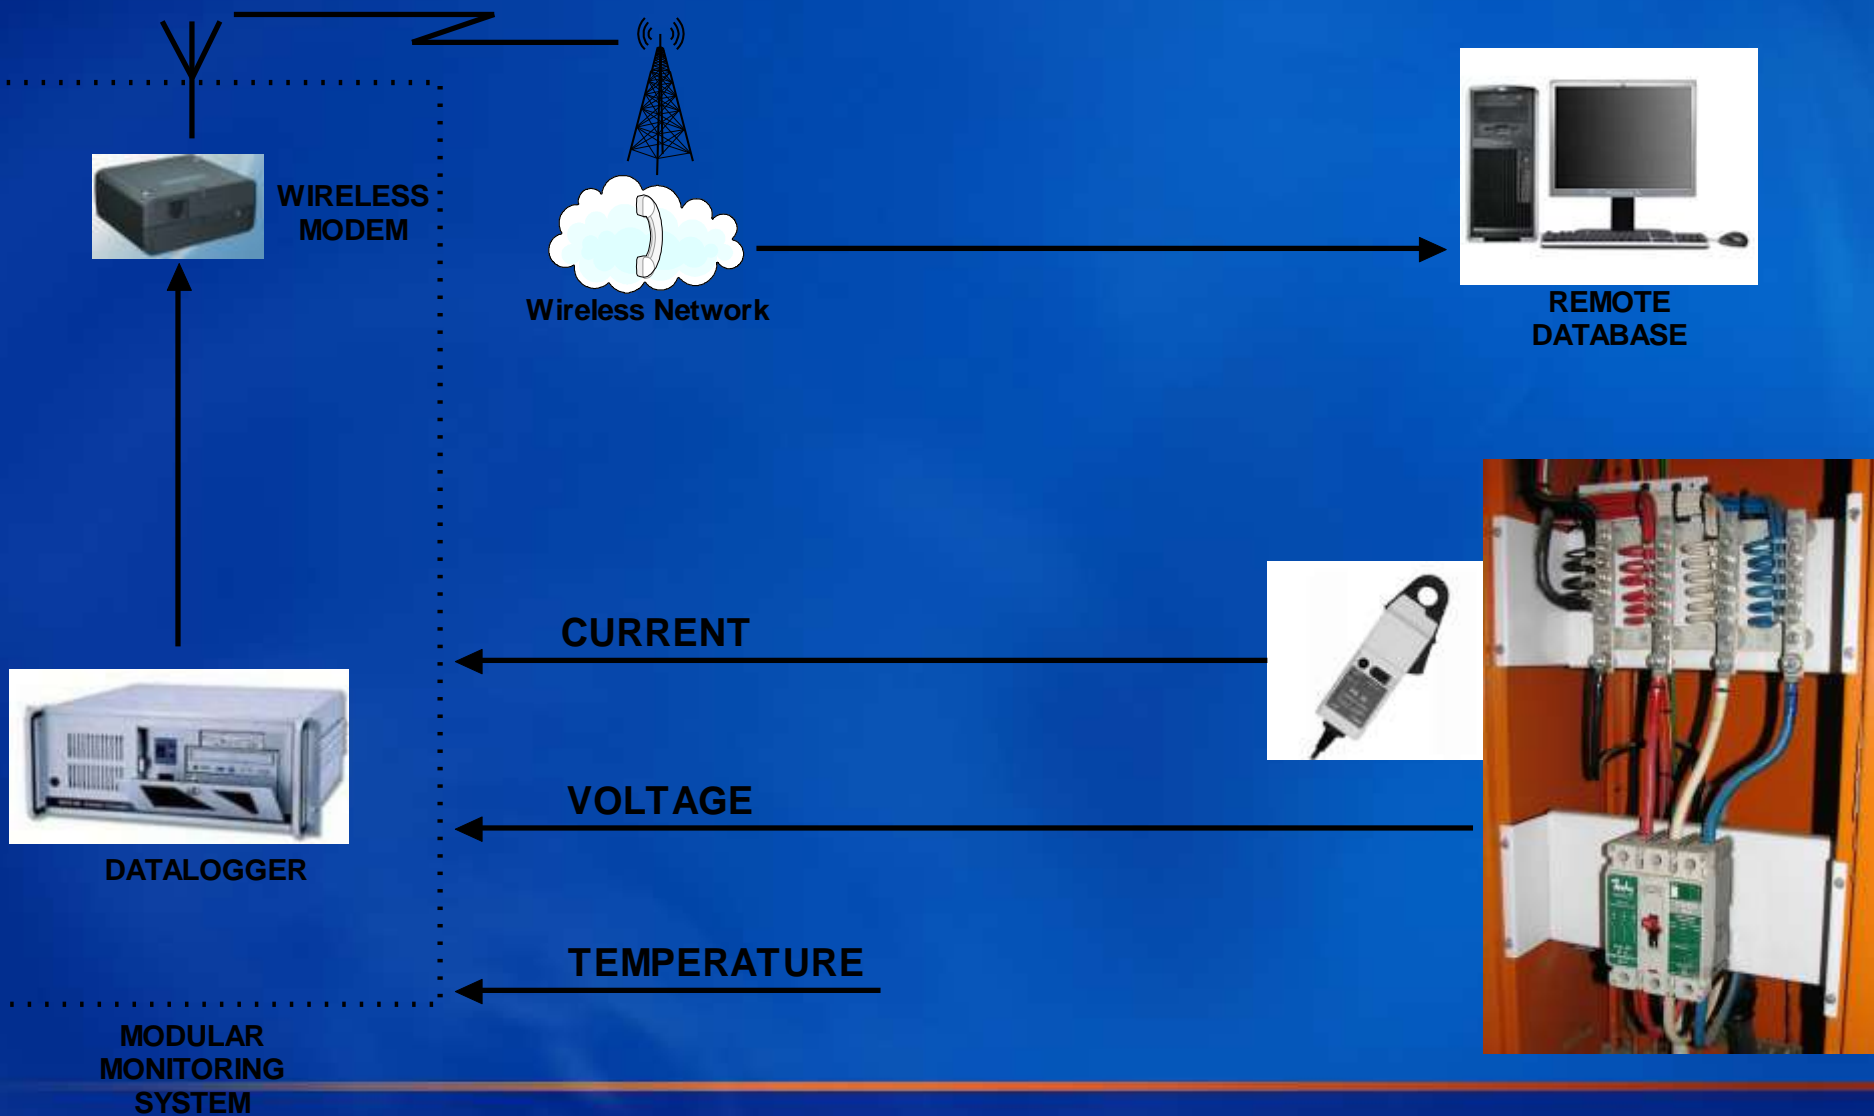 WIRELESS
MODEM
Wireless Network
REMOTE
DATABASE
CURRENT
VOLTAGE
DATALOGGER
TEMPERATURE
MODULAR
MONITORING
SYSTEM